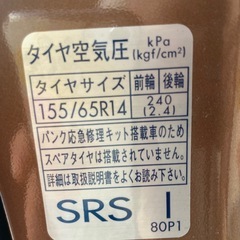 タイヤ空気圧 kPa (kgf/cm²)
タイヤサイズ 前輪 後輪
155/65R14 240 (2.4)
パンク応急修理キット搭載車のため
スペアタイヤは搭載されていません。
詳細は取扱説明書をよくお読み下さい。
SRS I
80P1